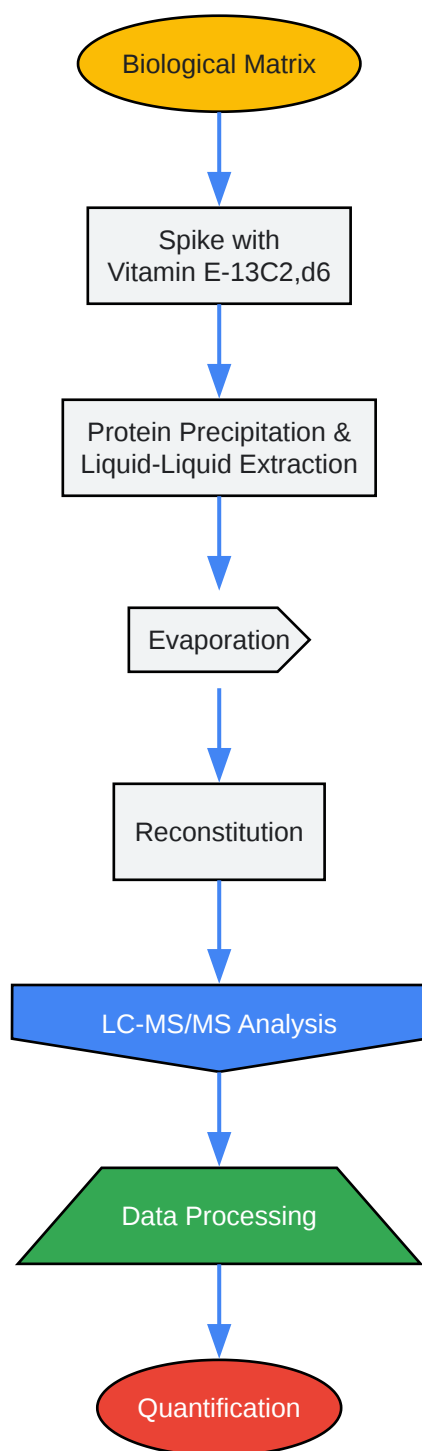 Biological Matrix
Spike with
Vitamin E-13C2,d6
Protein Precipitation &
Liquid-Liquid Extraction
Evaporation
Reconstitution
LC-MS/MS Analysis
Data Processing
Quantification